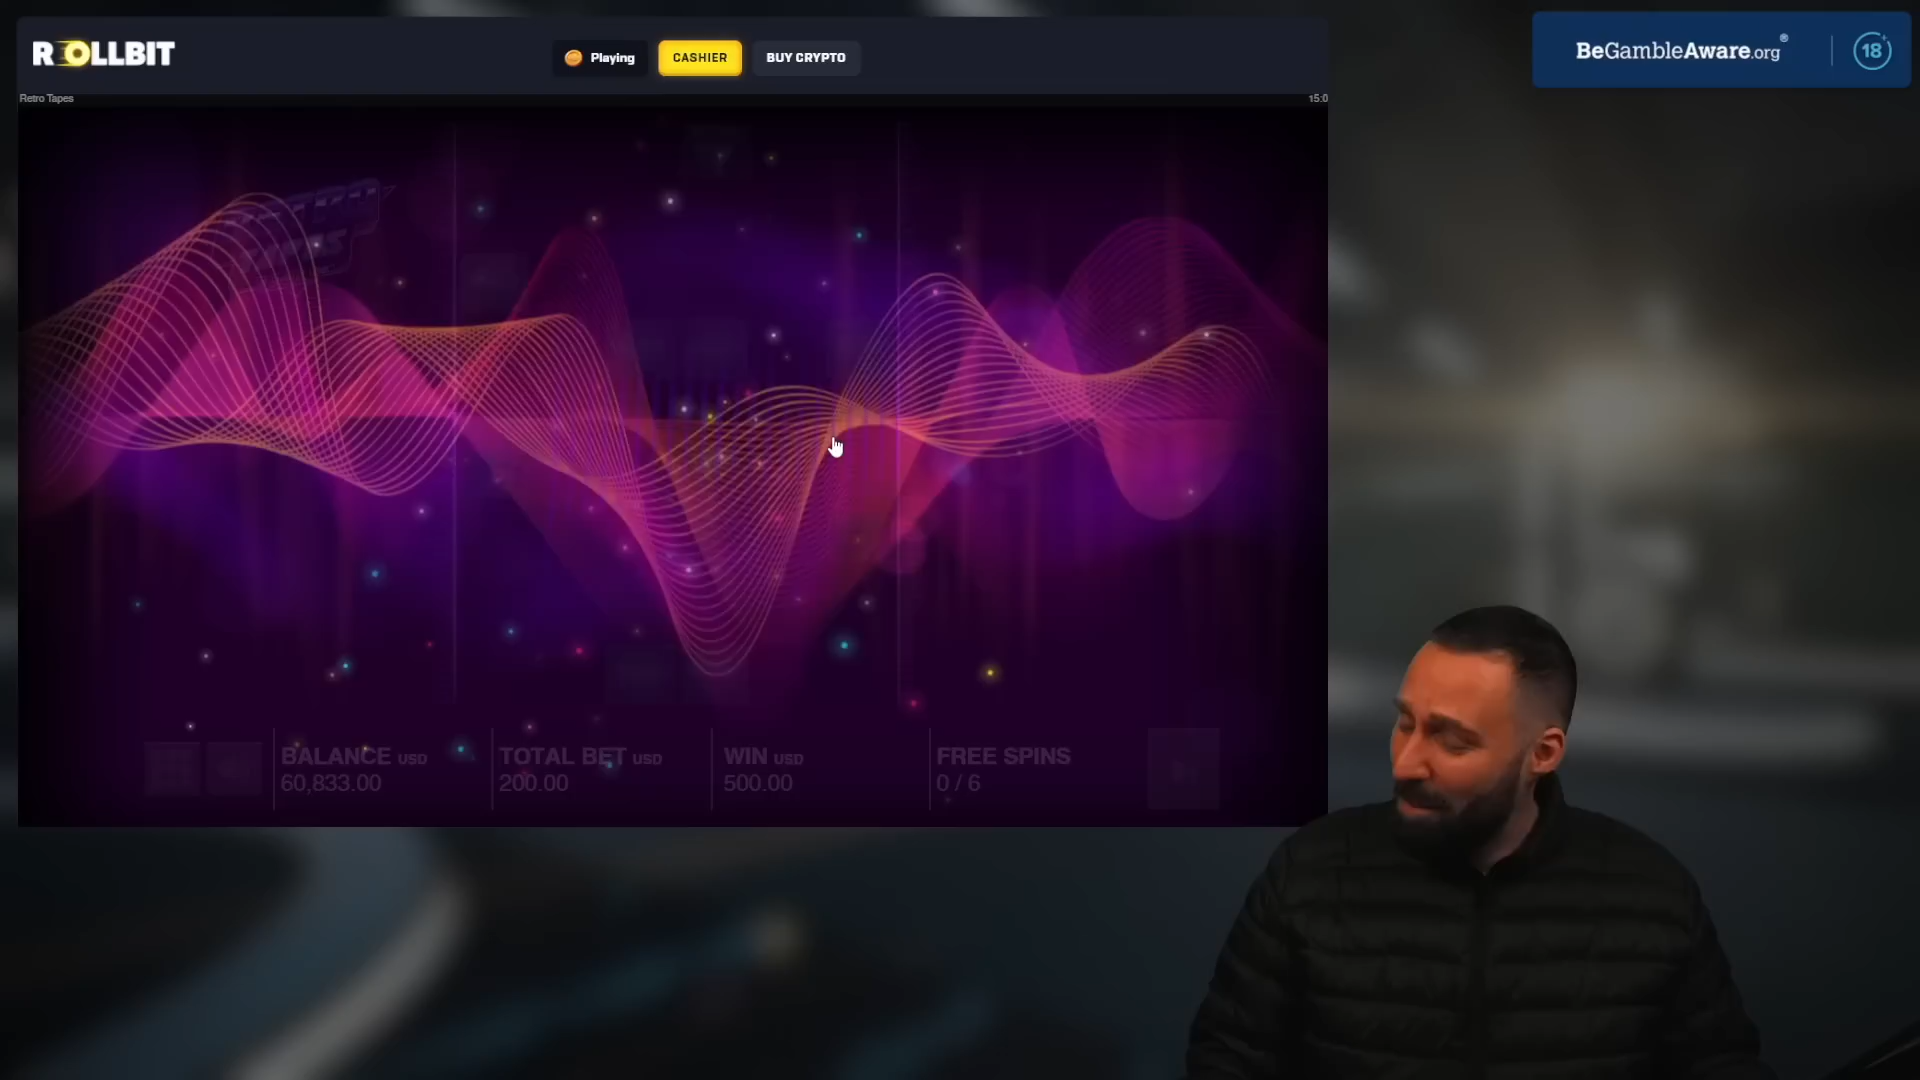 ROLLBIT
Playing
CASHIER
BUY CRYPTO
BeGambleAware.org®
18+
Retro Tapes
15:0
TAPES
BALANCE USD
60,833.00
TOTAL BET USD
200.00
WIN USD
500.00
FREE SPINS
0 / 6